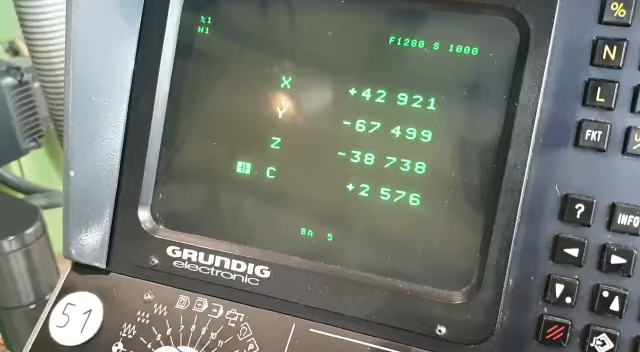 %1
N1
F1200 S 1000
X +42 921
Y -67 499
Z -38 738
C +2 576
BA 5
GRUNDIG
electronic
51
%
N
L
FKT
?
INFO